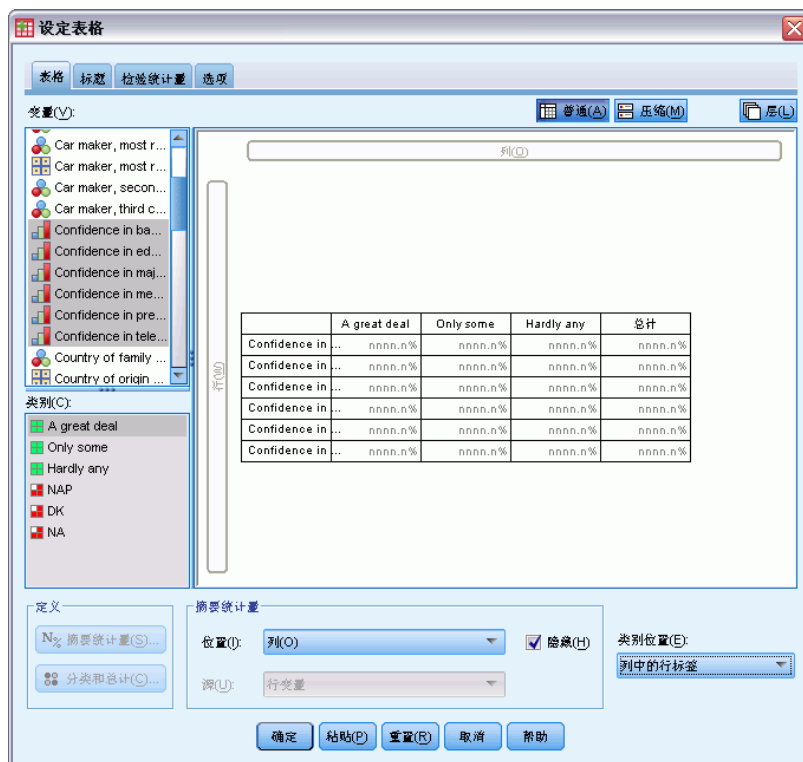 设定表格
表格 标题 检验统计量 选项
变量(V):
普通(A) 压缩(M) 层(L)
Car maker, most r...
Car maker, most r...
Car maker, secon...
Car maker, third c...
Confidence in ba...
Confidence in ed...
Confidence in maj...
Confidence in me...
Confidence in pre...
Confidence in tele...
Country of family ...
Country of origin ...
类别(C):
A great deal
Only some
Hardly any
NAP
DK
NA
列(O)
行(W)
A great deal Only some Hardly any 总计
Confidence in ... nnnn.n% nnnn.n% nnnn.n% nnnn.n%
Confidence in ... nnnn.n% nnnn.n% nnnn.n% nnnn.n%
Confidence in ... nnnn.n% nnnn.n% nnnn.n% nnnn.n%
Confidence in ... nnnn.n% nnnn.n% nnnn.n% nnnn.n%
Confidence in ... nnnn.n% nnnn.n% nnnn.n% nnnn.n%
Confidence in ... nnnn.n% nnnn.n% nnnn.n% nnnn.n%
定义
N% 摘要统计量(S)...
分类和总计(C)...
摘要统计量
位置(I): 列(O) 隐藏(H)
源(U): 行变量
类别位置(E):
列中的行标签
确定 粘贴(P) 重置(R) 取消 帮助